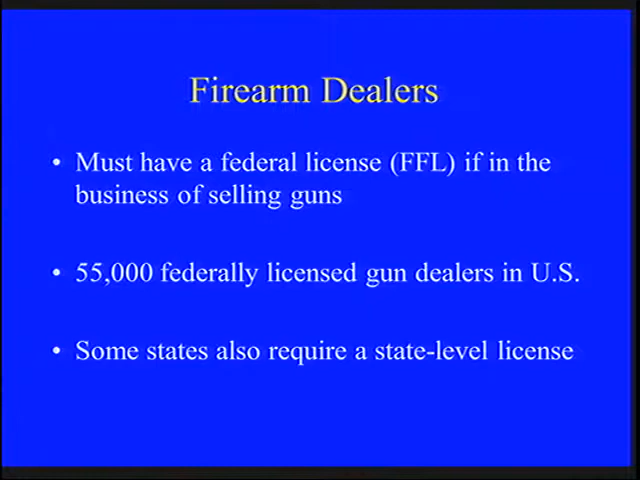 Firearm Dealers
• Must have a federal license (FFL) if in the
business of selling guns
• 55,000 federally licensed gun dealers in U.S.
• Some states also require a state-level license